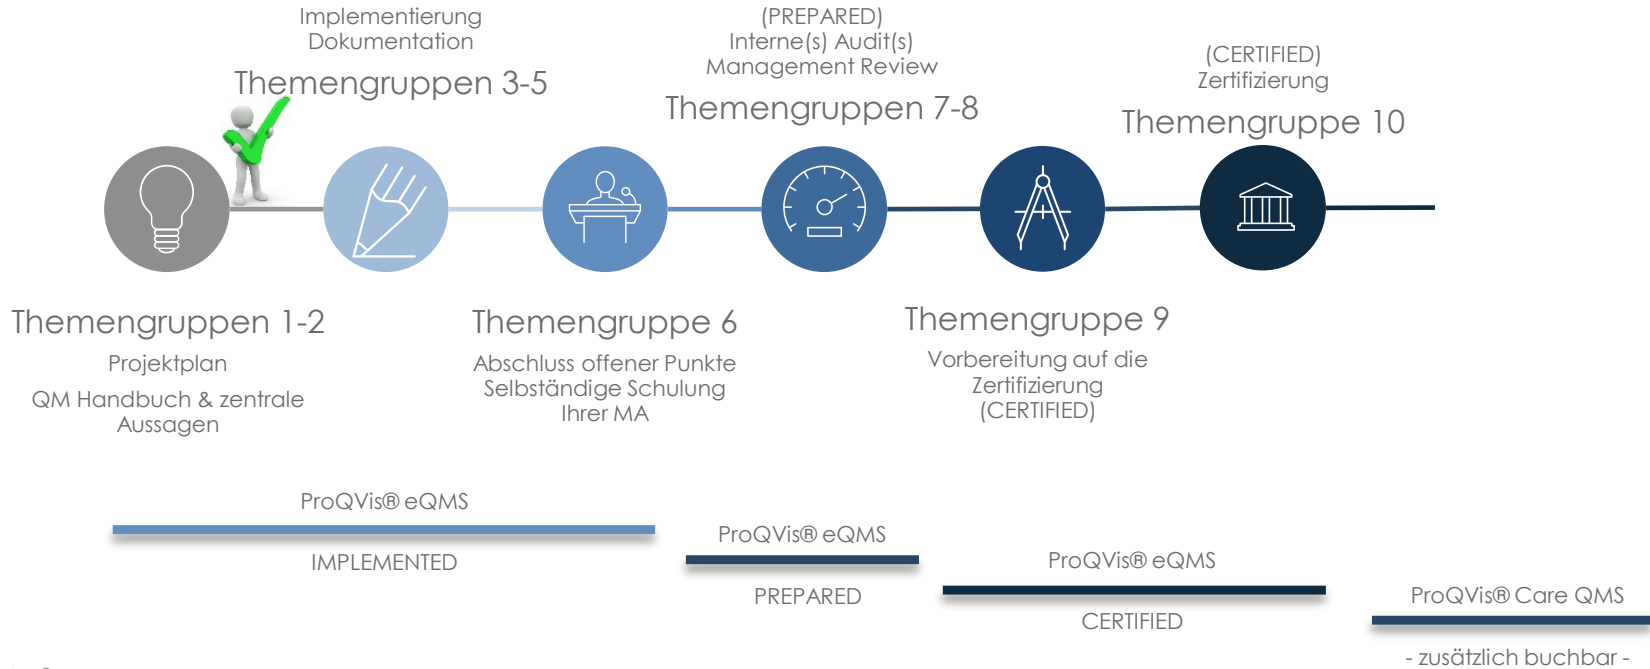 Implementierung
Dokumentation
Themengruppen 3-5
(PREPARED)
Interne(s) Audit(s)
Management Review
Themengruppen 7-8
(CERTIFIED)
Zertifizierung
Themengruppe 10
Themengruppen 1-2
Projektplan
QM Handbuch & zentrale
Aussagen
Themengruppe 6
Abschluss offener Punkte
Selbständige Schulung
Ihrer MA
Themengruppe 9
Vorbereitung auf die
Zertifizierung
(CERTIFIED)
ProQVis® eQMS
IMPLEMENTED
ProQVis® eQMS
PREPARED
ProQVis® eQMS
CERTIFIED
ProQVis® Care QMS
- zusätzlich buchbar -